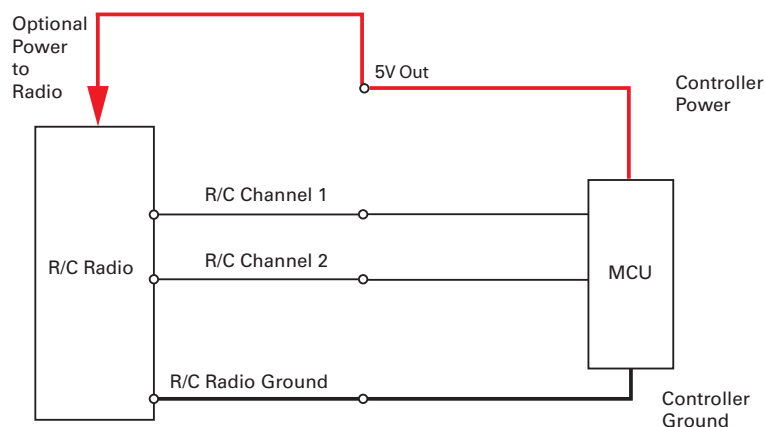 Optional
Power
to
Radio
5V Out
Controller
Power
R/C Channel 1
R/C Radio
R/C Channel 2
MCU
R/C Radio Ground
Controller
Ground